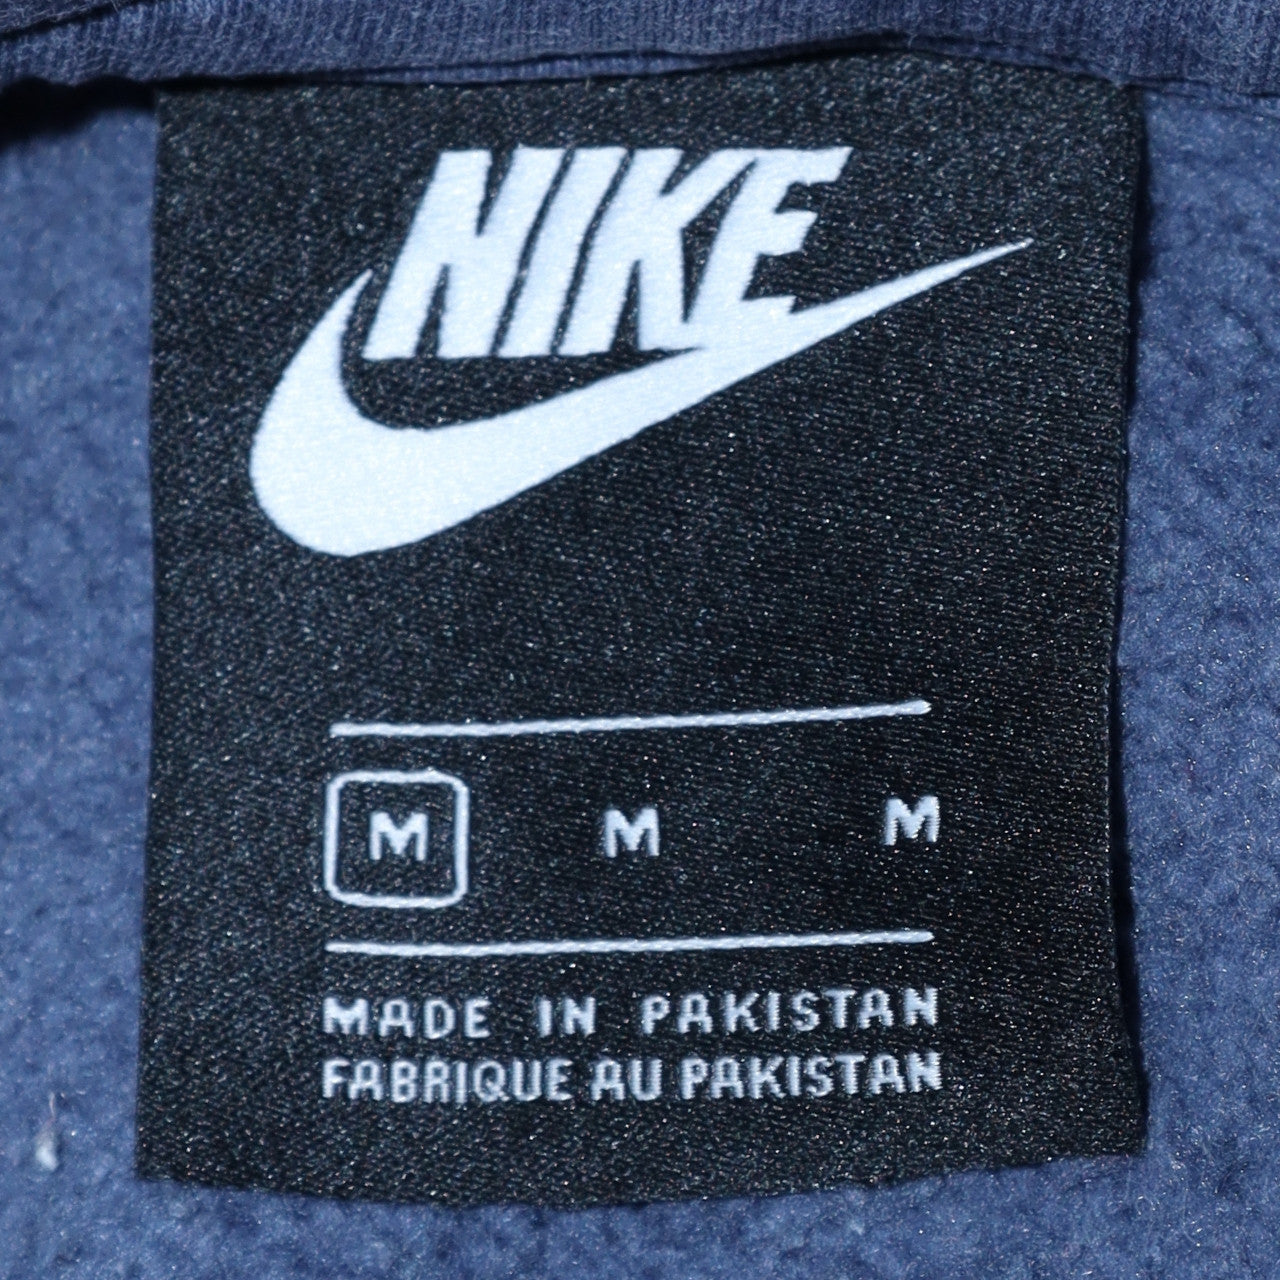 NIKE
M M M
MADE IN PAKISTAN
FABRIQUE AU PAKISTAN